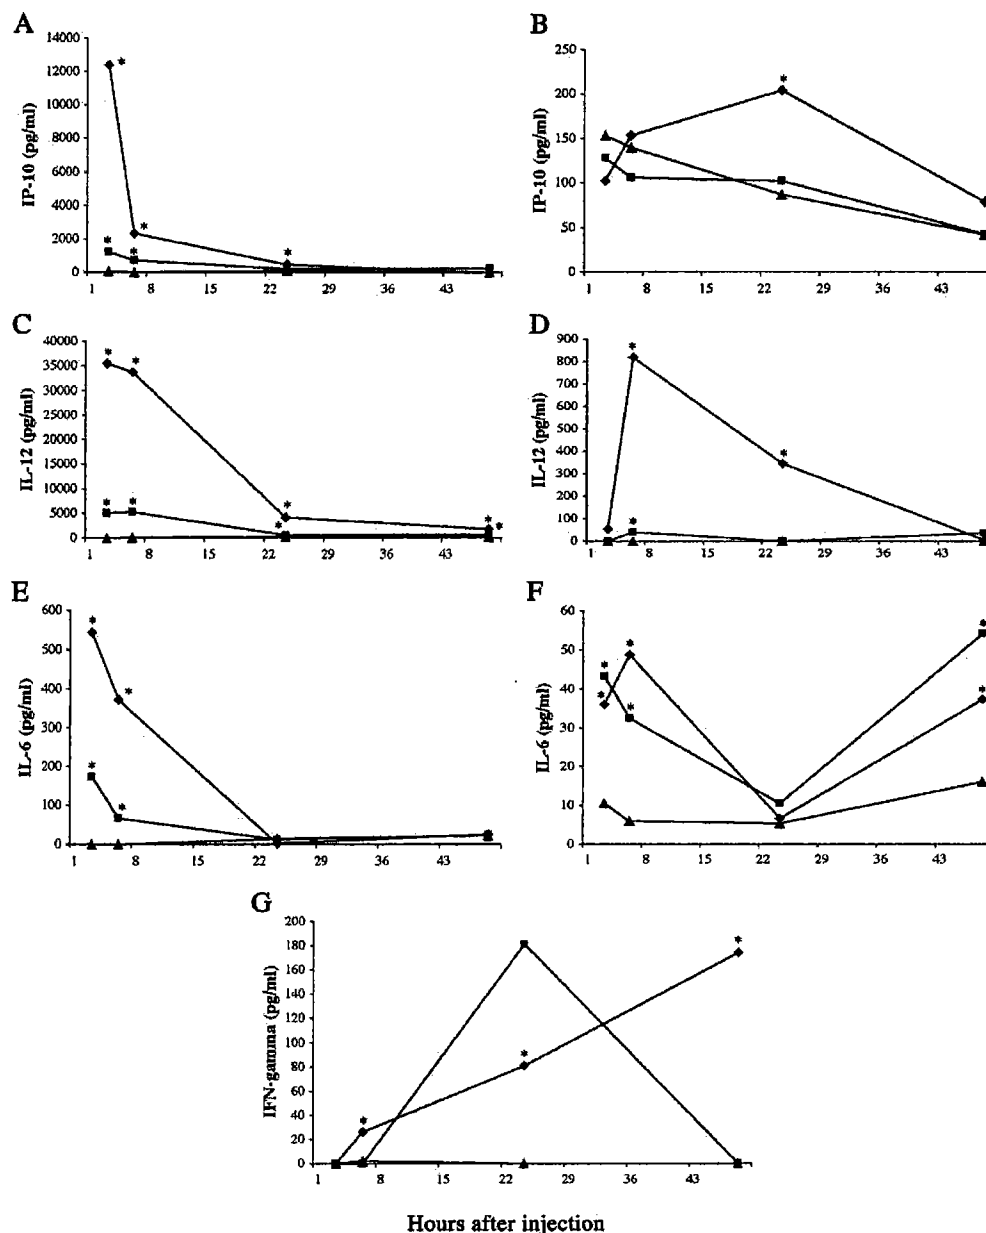 A
IP-10 (pg/ml)
14000
12000
10000
8000
6000
4000
2000
0
1 8 15 22 29 36 43
* * * * *
B
IP-10 (pg/ml)
250
200
150
100
50
0
1 8 15 22 29 36 43
*
C
IL-12 (pg/ml)
40000
35000
30000
25000
20000
15000
10000
5000
0
1 8 15 22 29 36 43
* * * * * * * *
D
IL-12 (pg/ml)
900
800
700
600
500
400
300
200
100
0
1 8 15 22 29 36 43
* * *
E
IL-6 (pg/ml)
600
500
400
300
200
100
0
1 8 15 22 29 36 43
* * * *
F
IL-6 (pg/ml)
60
50
40
30
20
10
0
1 8 15 22 29 36 43
* * * * * *
G
IFN-gamma (pg/ml)
200
180
160
140
120
100
80
60
40
20
0
1 8 15 22 29 36 43
* * *
Hours after injection